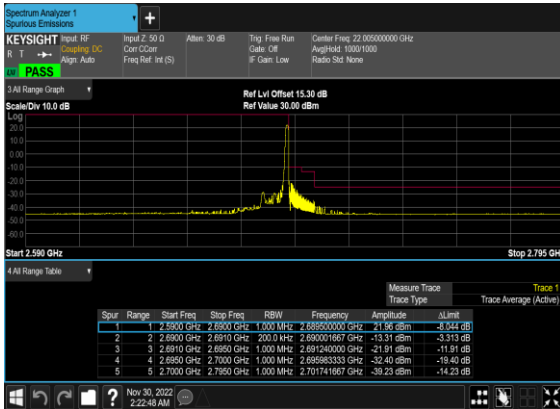 Spectrum Analyzer 1
Spurious Emissions
+
KEYSIGHT
R T
LW
PASS
Input: RF
Coupling: DC
Align: Auto
Input Z: 50 Ω
Corr CCorr
Freq Ref: Int (S)
Atten: 30 dB
Trig: Free Run
Gate: Off
IF Gain: Low
Center Freq: 22.005000000 GHz
Avg|Hold: 1000/1000
Radio Std: None
3 All Range Graph
Scale/Div 10.0 dB
Ref Lvl Offset 15.30 dB
Ref Value 30.00 dBm
Log
20.0
10.0
0.00
-10.0
-20.0
-30.0
-40.0
-50.0
-60.0
Start 2.590 GHz
Stop 2.795 GH
4 All Range Table
Measure Trace Trace 1
Trace Type Trace Average (Active)
Spur Range Start Freq Stop Freq RBW Frequency Amplitude ΔLimit
1 1 2.5900 GHz 2.6900 GHz 1.000 MHz 2.689500000 GHz 21.96 dBm -8.044 dB
2 2 2.6900 GHz 2.6910 GHz 200.0 kHz 2.690001667 GHz -13.31 dBm -3.313 dB
3 3 2.6910 GHz 2.6950 GHz 1.000 MHz 2.691240000 GHz -21.91 dBm -11.91 dB
4 4 2.6950 GHz 2.7000 GHz 1.000 MHz 2.695983333 GHz -32.40 dBm -19.40 dB
5 5 2.7000 GHz 2.7950 GHz 1.000 MHz 2.701741667 GHz -39.23 dBm -14.23 dB
?
Nov 30, 2022
2:22:48 AM